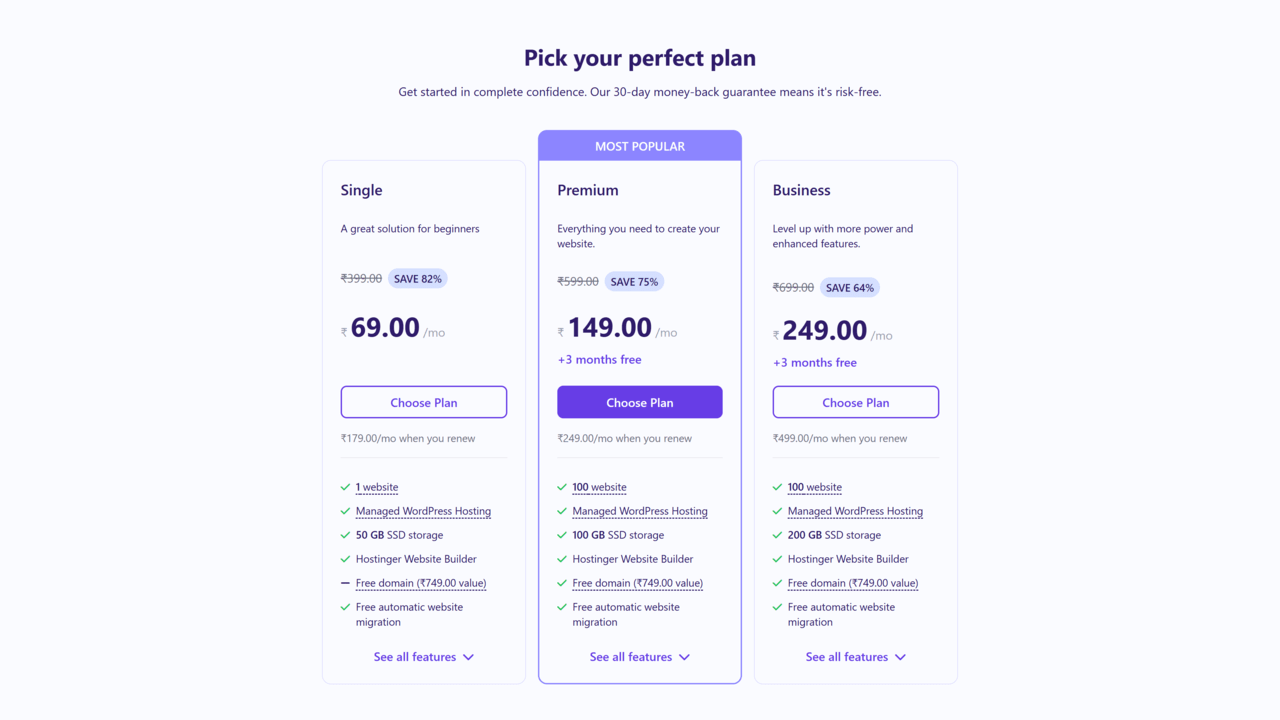 Pick your perfect plan
Get started in complete confidence. Our 30-day money-back guarantee means it's risk-free.
MOST POPULAR
Single
A great solution for beginners
₹399.00 SAVE 82%
₹ 69.00 /mo
Choose Plan
₹179.00/mo when you renew
1 website
Managed WordPress Hosting
50 GB SSD storage
Hostinger Website Builder
Free domain (₹749.00 value)
Free automatic website
migration
See all features
Premium
Everything you need to create your
website.
₹599.00 SAVE 75%
₹ 149.00 /mo
+3 months free
Choose Plan
₹249.00/mo when you renew
100 website
Managed WordPress Hosting
100 GB SSD storage
Hostinger Website Builder
Free domain (₹749.00 value)
Free automatic website
migration
See all features
Business
Level up with more power and
enhanced features.
₹699.00 SAVE 64%
₹ 249.00 /mo
+3 months free
Choose Plan
₹499.00/mo when you renew
100 website
Managed WordPress Hosting
200 GB SSD storage
Hostinger Website Builder
Free domain (₹749.00 value)
Free automatic website
migration
See all features